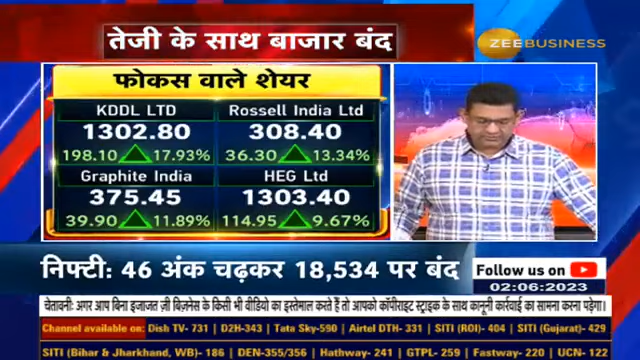 तेजी के साथ बाजार बंद
ZEEBUSINESS
फोकस वाले शेयर
KDDL LTD
1302.80
198.10 17.93%
Rossell India Ltd
308.40
36.30 13.34%
Graphite India
375.45
39.90 11.89%
HEG Ltd
1303.40
114.95 9.67%
निफ्टी: 46 अंक चढ़कर 18,534 पर बंद
Follow us on
02:06:2023
चेतावनी: अगर आप बिना इजाजत ज़ी बिज़नेस के किसी भी वीडियो का इस्तेमाल करते हैं तो आपको कॉपीराइट स्ट्राइक के साथ कानूनी कार्रवाई का सामना करना पड़ेगा।
Channel available on: Dish TV- 731 | D2H-343 | Tata Sky-590 | Airtel DTH- 331 | SITI (ROI) - 404 | SITI (Gujarat) - 429
SITI (Bihar & Jharkhand, WB)- 186 | DEN-355/356 | Hathway- 241 | GTPL- 259 | Fastway- 220 | UCN- 122